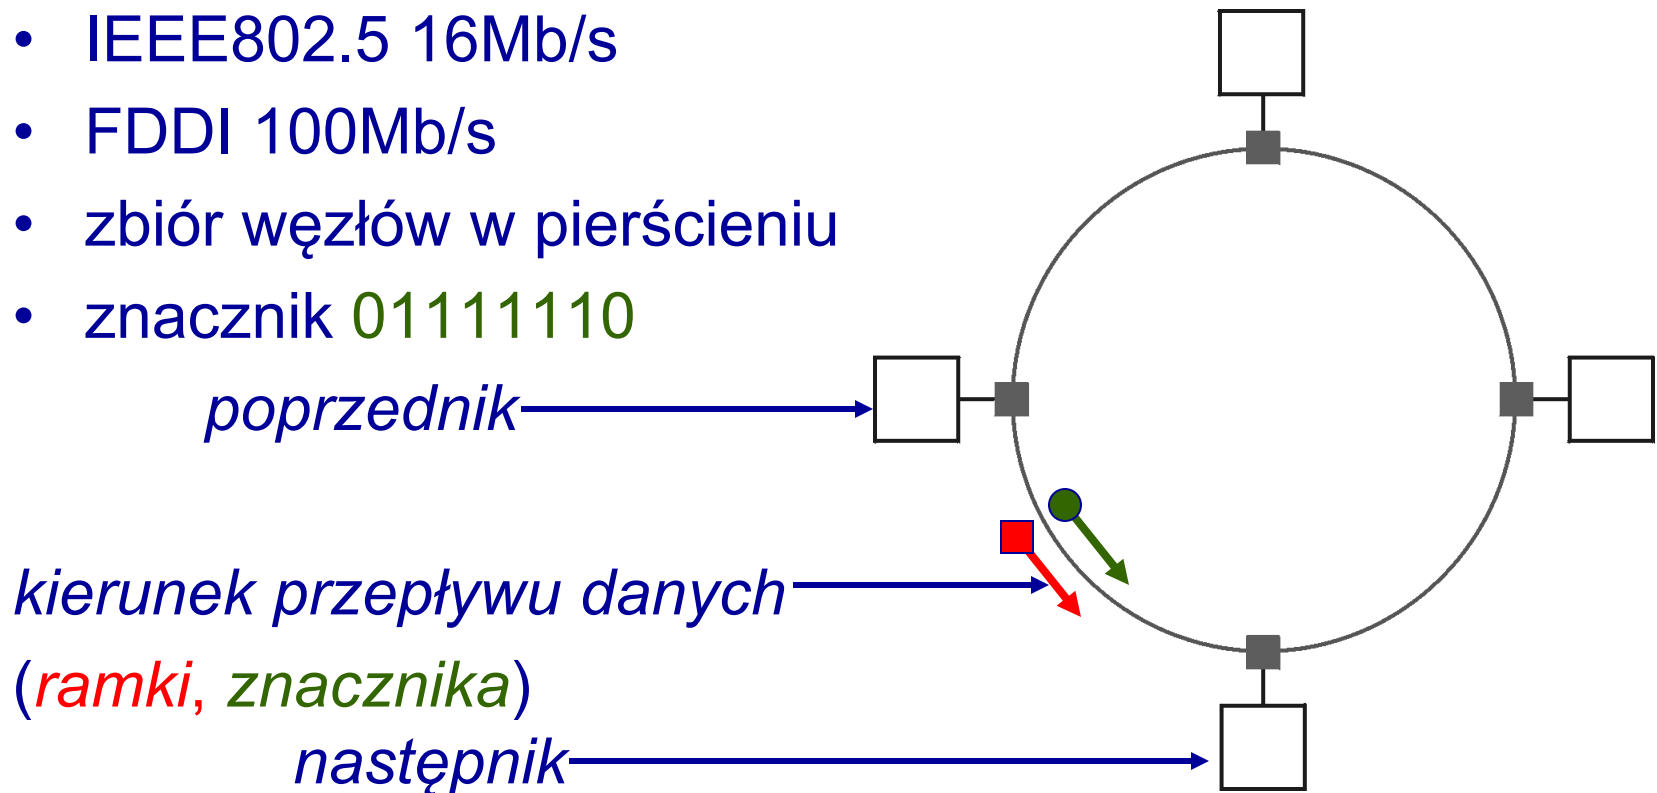 • IEEE802.5 16Mb/s
• FDDI 100Mb/s
• zbiór węzłów w pierścieniu
• znacznik 01111110
poprzednik
kierunek przepływu danych
(ramki, znacznika)
następnik